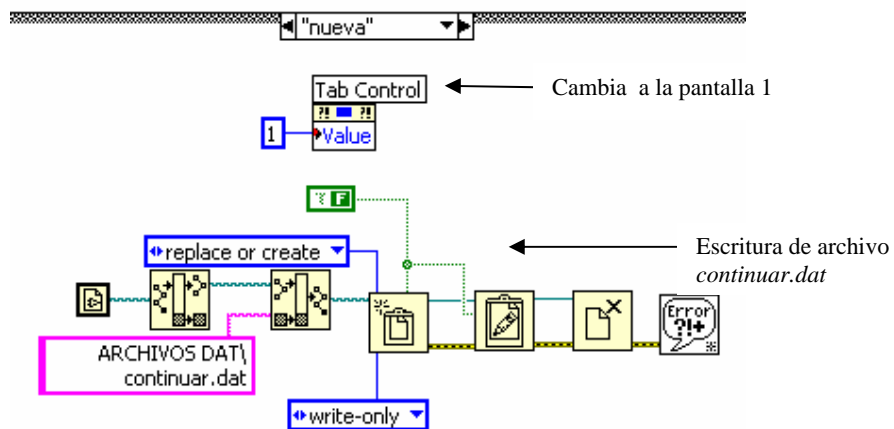 "nueva"
Tab Control
Cambia a la pantalla 1
?! ?!
1
Value
? F
replace or create
Escritura de archivo
continuar.dat
ARCHIVOS DAT\
continuar.dat
Error
?!+
write-only